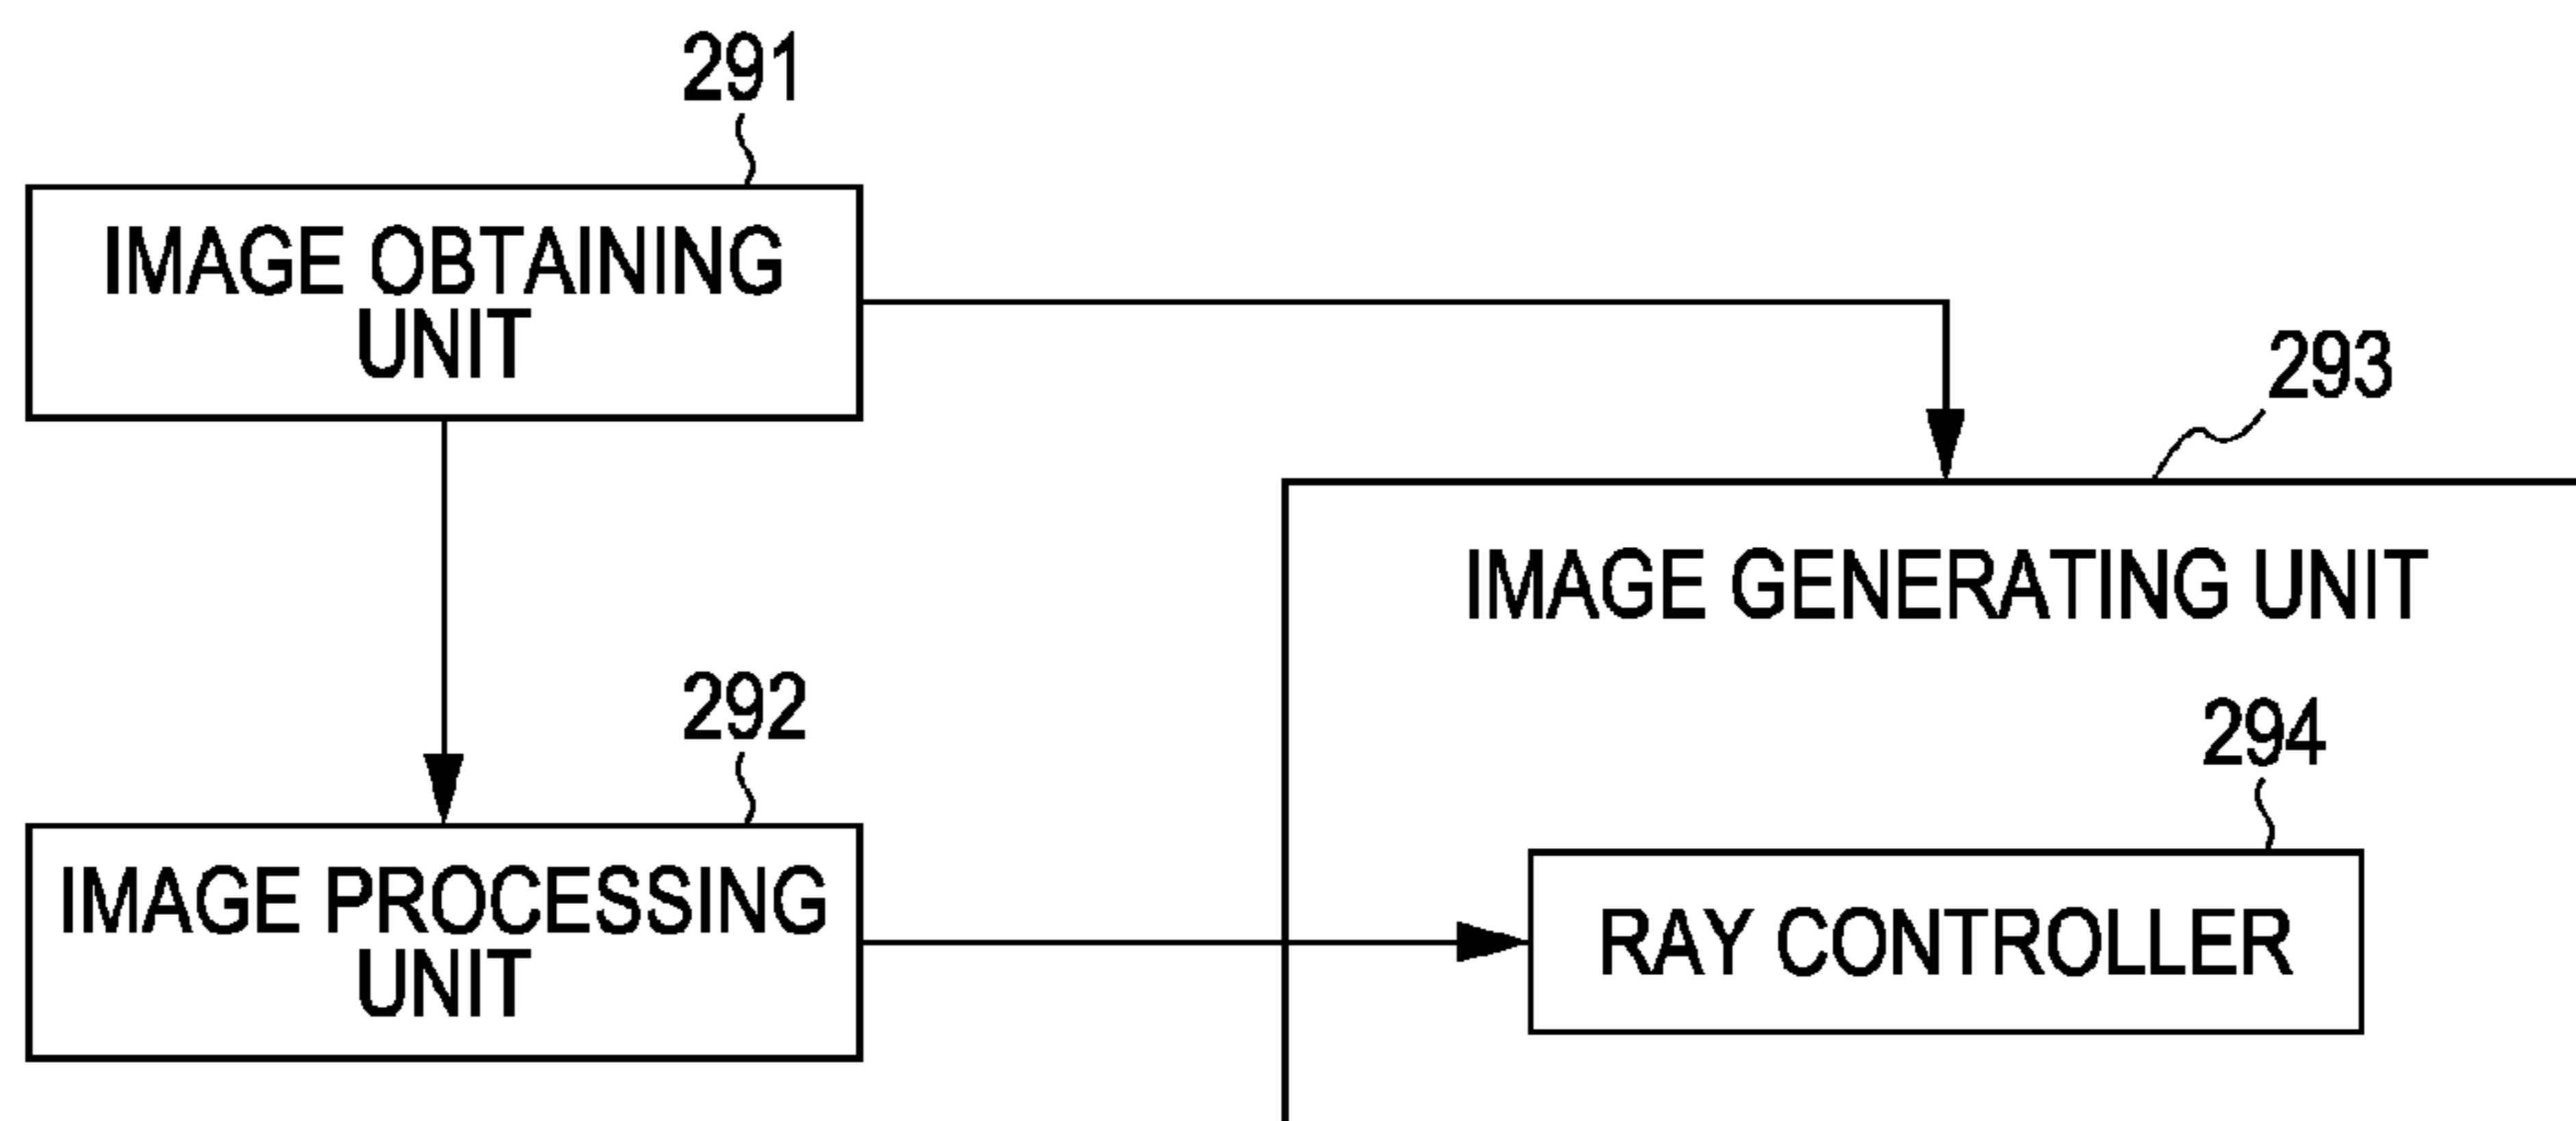 291
IMAGE OBTAINING
UNIT
293
IMAGE GENERATING UNIT
292
IMAGE PROCESSING
UNIT
294
RAY CONTROLLER